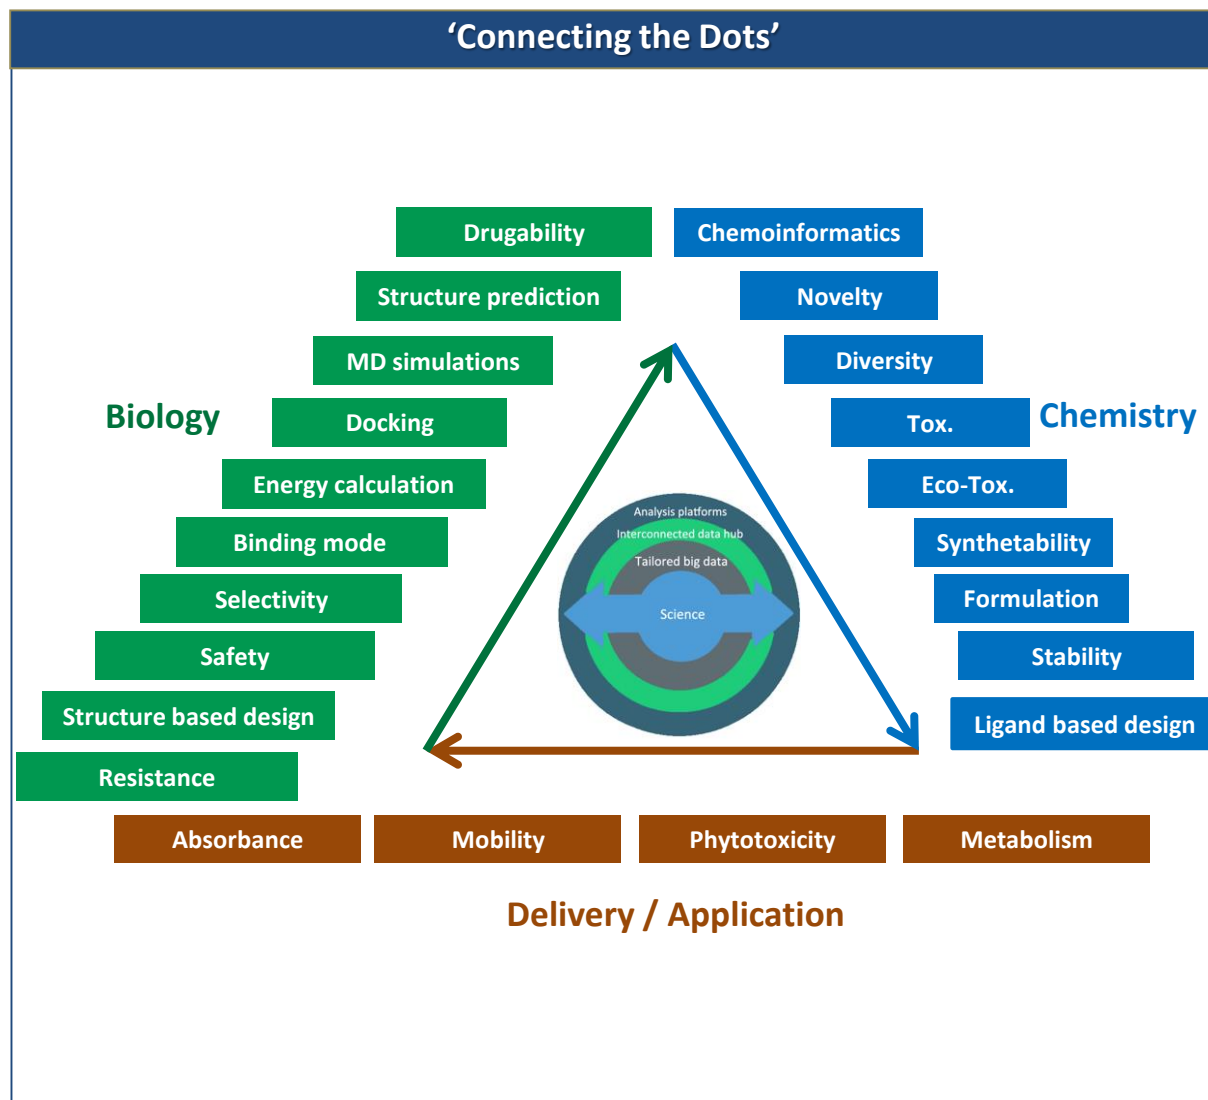 ‘Connecting the Dots’
Drugability
Structure prediction
MD simulations
Docking
Energy calculation
Binding mode
Selectivity
Safety
Structure based design
Resistance
Biology
Chemoinformatics
Novelty
Diversity
Tox.
Eco-Tox.
Synthetability
Formulation
Stability
Ligand based design
Chemistry
Analysis platforms
Interconnected data hub
Tailored big data
Science
Absorbance
Mobility
Phytotoxicity
Metabolism
Delivery / Application